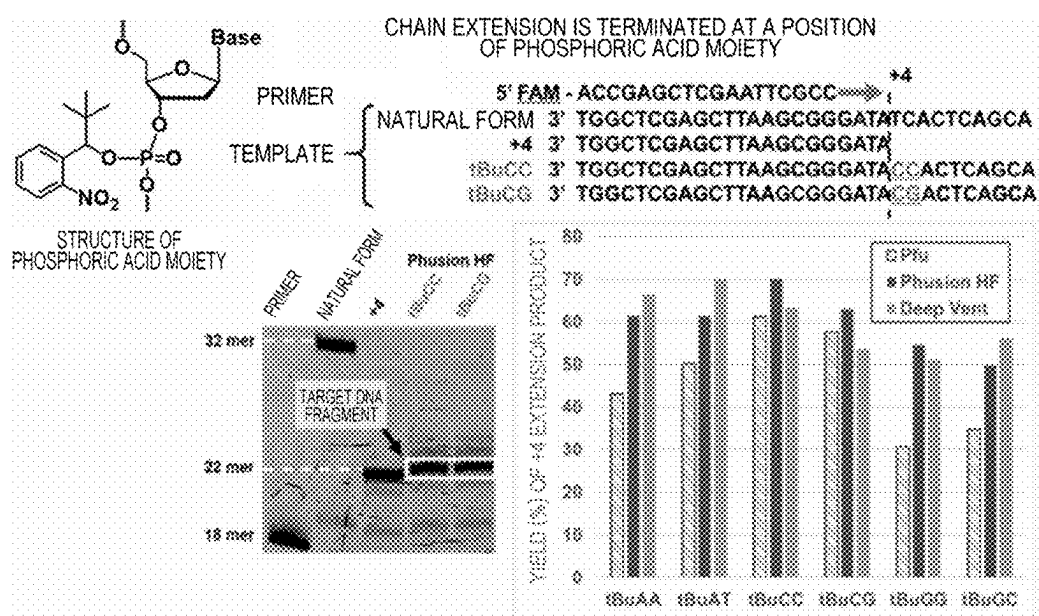 CHAIN EXTENSION IS TERMINATED AT A POSITION
OF PHOSPHORIC ACID MOIETY
O
Base
O
O
O
O
P=O
O
NO2
STRUCTURE OF
PHOSPHORIC ACID MOIETY
+4
PRIMER 5' FAM - ACCGAGCTCGAATTCGCC
TEMPLATE
NATURAL FORM 3' TGGCTCGAGCTTAAGCGGGATATCACTCAGCA
+4 3' TGGCTCGAGCTTAAGCGGGATA
tBuCC 3' TGGCTCGAGCTTAAGCGGGATACCACTCAGCA
tBuCG 3' TGGCTCGAGCTTAAGCGGGATACGACTCAGCA
PRIMER
NATURAL FORM
+4
Phusion HF
tBuCC
tBuCG
32 mer
TARGET DNA
FRAGMENT
22 mer
18 mer
YIELD (%) OF +4 EXTENSION PRODUCT
80
70
60
50
40
30
20
10
0
Pfu
Phusion HF
Deep Vent
tBuAA tBuAT tBuCC tBuCG tBuGG tBuGC